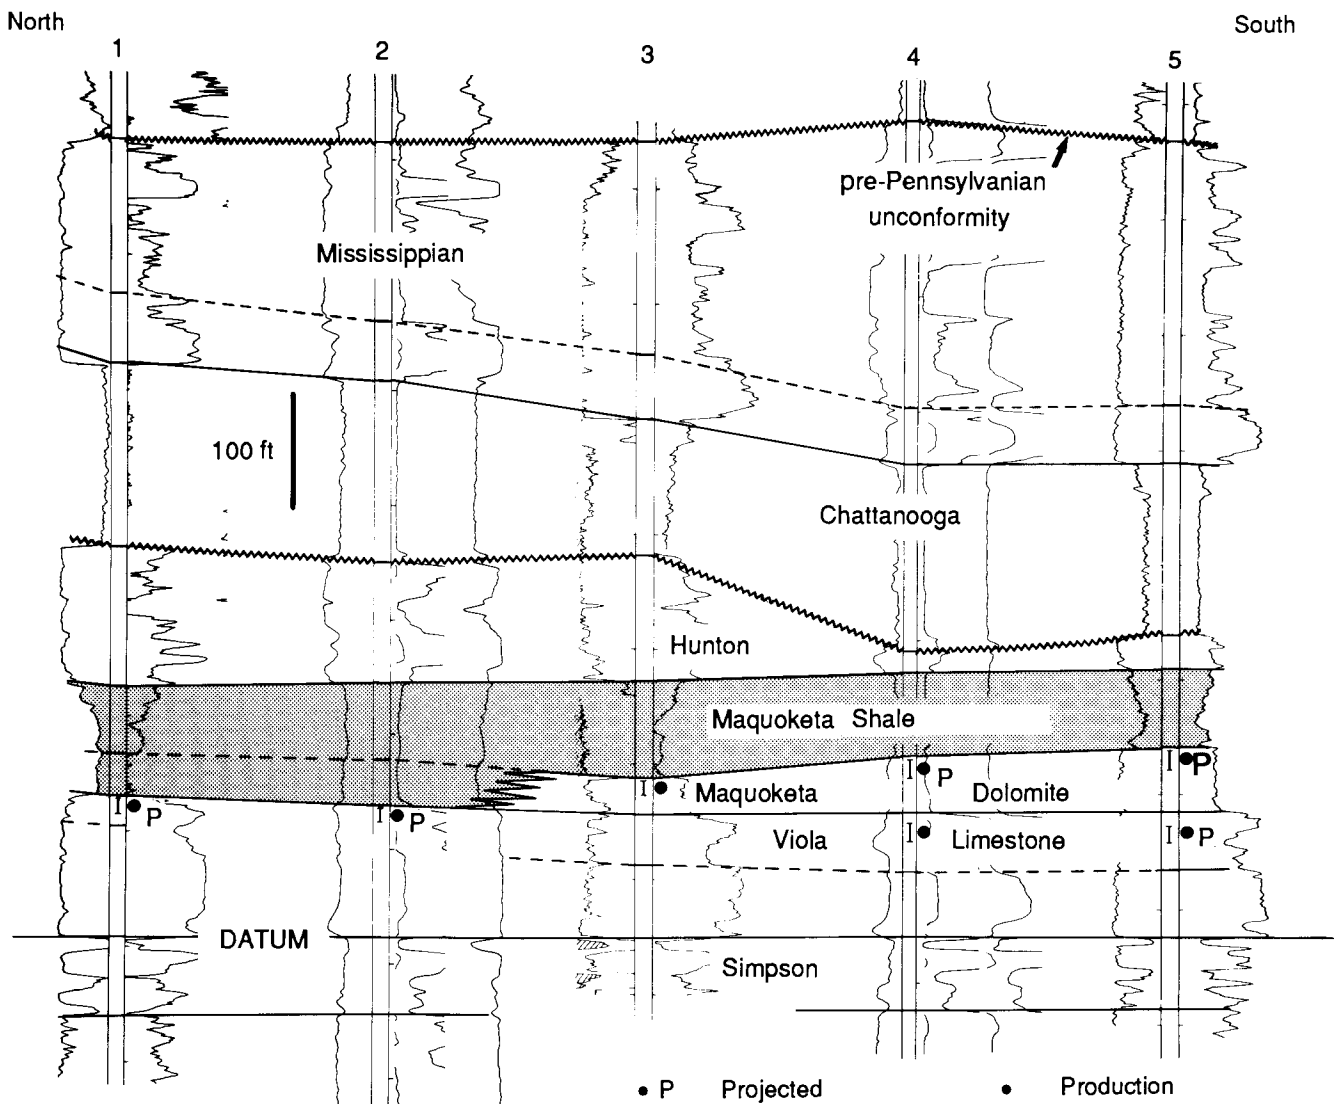 North
South
1
2
3
4
5
pre-Pennsylvanian
unconformity
Mississippian
100 ft
Chattanooga
Hunton
Maquoketa Shale
I P
I P
I
I P
I P
Maquoketa Dolomite
Viola Limestone
I
I P
DATUM
Simpson
P Projected
Production